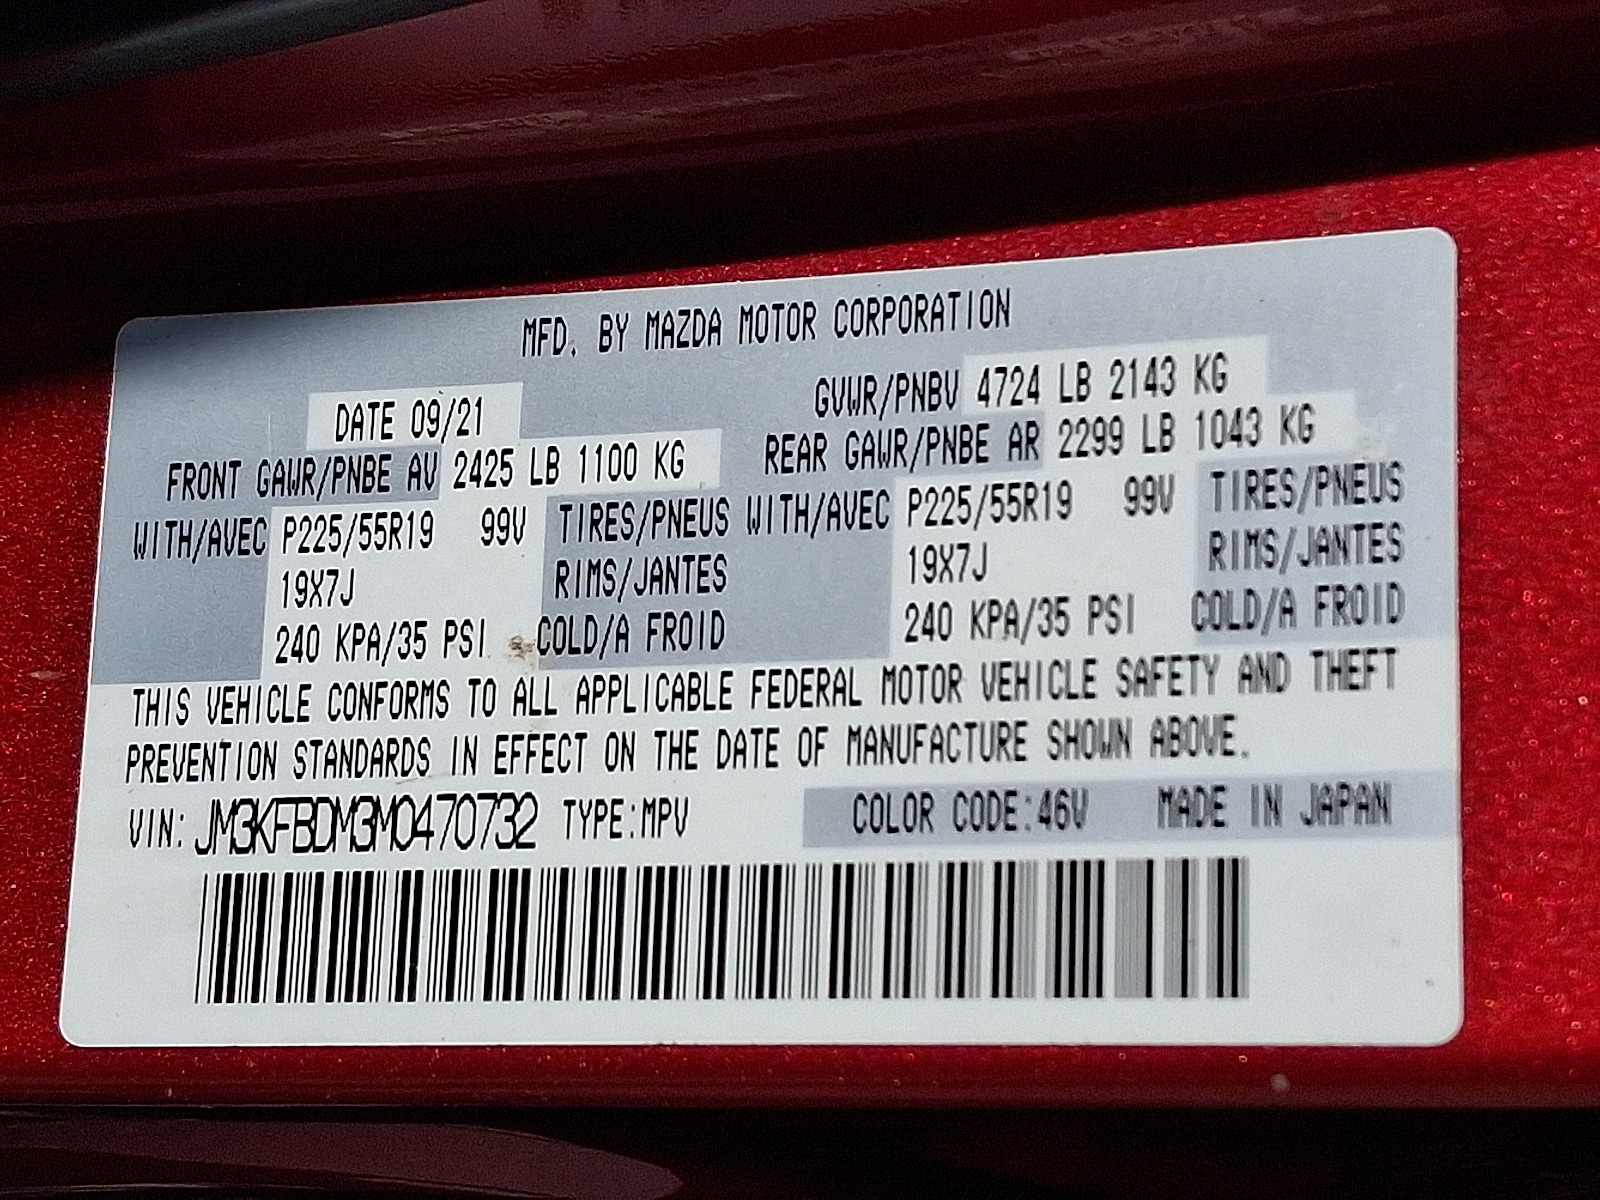 MFD. BY MAZDA MOTOR CORPORATION
DATE 09/21 GVWR/PNBV 4724 LB 2143 KG
FRONT GAWR/PNBE AV 2425 LB 1100 KG REAR GAWR/PNBE AR 2299 LB 1043 KG
WITH/AVEC P225/55R19 99V TIRES/PNEUS WITH/AVEC P225/55R19 99V TIRES/PNEUS
19X7J RIMS/JANTES 19X7J RIMS/JANTES
240 KPA/35 PSI COLD/A FROID 240 KPA/35 PSI COLD/A FROID
THIS VEHICLE CONFORMS TO ALL APPLICABLE FEDERAL MOTOR VEHICLE SAFETY AND THEFT
PREVENTION STANDARDS IN EFFECT ON THE DATE OF MANUFACTURE SHOWN ABOVE.
VIN: JM3KFBDM3M0470732 TYPE:MPV COLOR CODE:46V MADE IN JAPAN